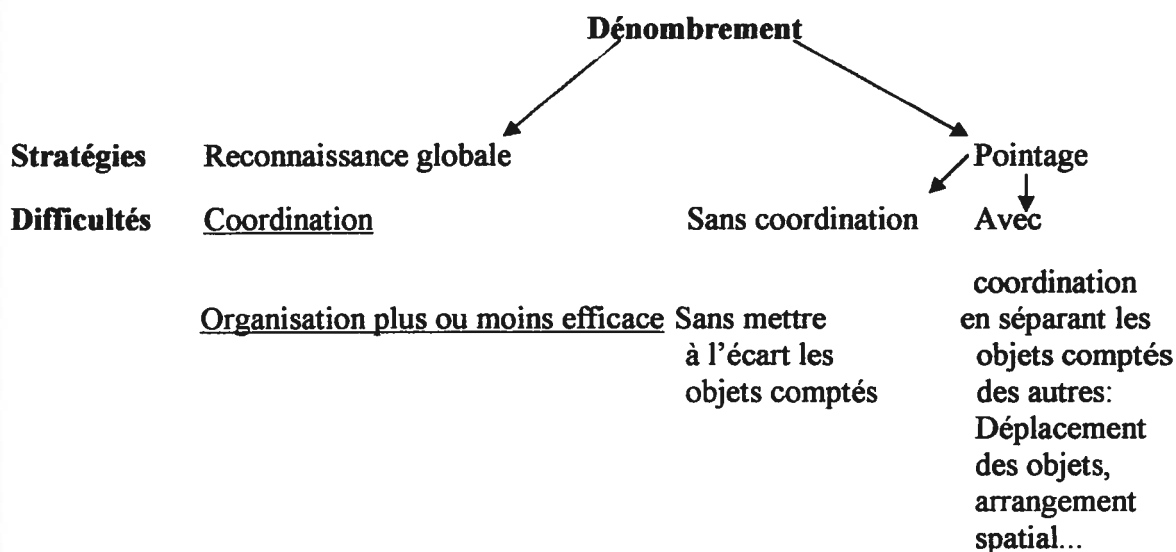 Dénombrement
Stratégies Reconnaissance globale Pointage
Difficultés Coordination Sans coordination Avec
coordination
Organisation plus ou moins efficace Sans mettre en séparant les
à l'écart les objets comptés
objets comptés des autres:
Déplacement
des objets,
arrangement
spatial...